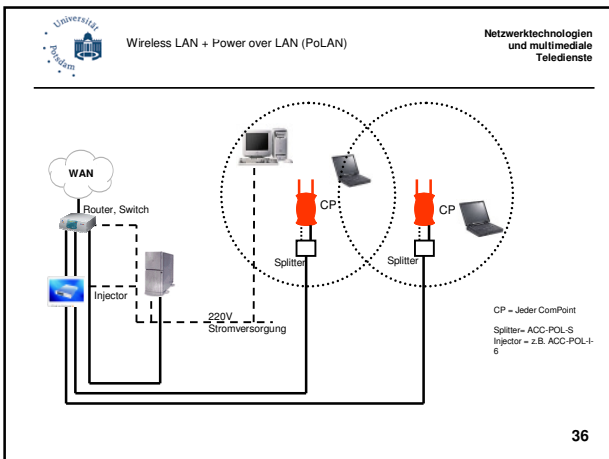 Universität
Potsdam
Wireless LAN + Power over LAN (PoLAN)
Netzwerktechnologien
und multimediale
Teledienste
WAN
Router, Switch
CP
CP
Splitter
Splitter
Injector
220V
Stromversorgung
CP = Jeder ComPoint
Splitter= ACC-POL-S
Injector = z.B. ACC-POL-I-
6
36